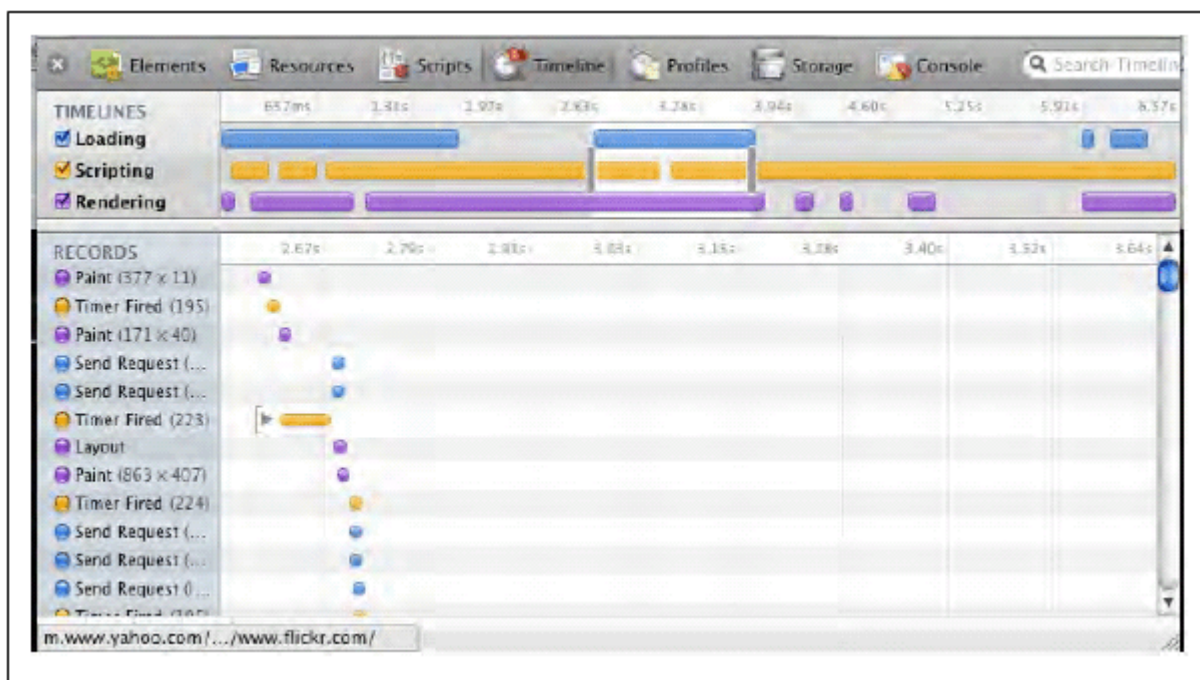 Elements Resources Scripts Timeline Profiles Storage Console Search Timelin
TIMELINES 657ms 1.31s 1.97s 2.63s 3.28s 3.94s 4.60s 5.25s 5.91s 6.57s
Loading
Scripting
Rendering
RECORDS 2.67s 2.79s 2.91s 3.03s 3.15s 3.28s 3.40s 3.52s 3.64s
Paint (377 × 11)
Timer Fired (195)
Paint (171 × 40)
Send Request (...
Send Request (...
Timer Fired (223)
Layout
Paint (863 × 407)
Timer Fired (224)
Send Request (...
Send Request (...
Send Request (...
m.www.yahoo.com/.../www.flickr.com/